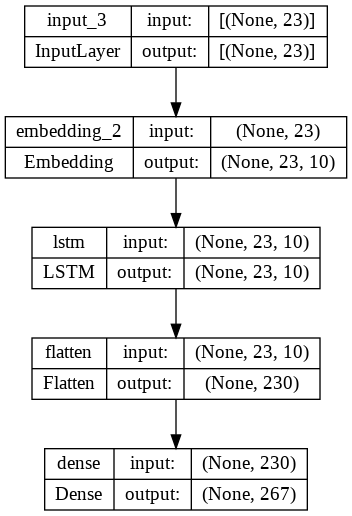 input_3 input: [(None, 23)]
InputLayer output: [(None, 23)]
embedding_2 input: (None, 23)
Embedding output: (None, 23, 10)
lstm input: (None, 23, 10)
LSTM output: (None, 23, 10)
flatten input: (None, 23, 10)
Flatten output: (None, 230)
dense input: (None, 230)
Dense output: (None, 267)